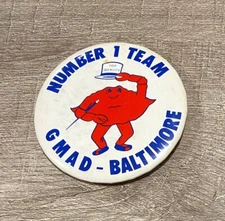 NUMBER 1 TEAM
GMAD - BALTIMORE